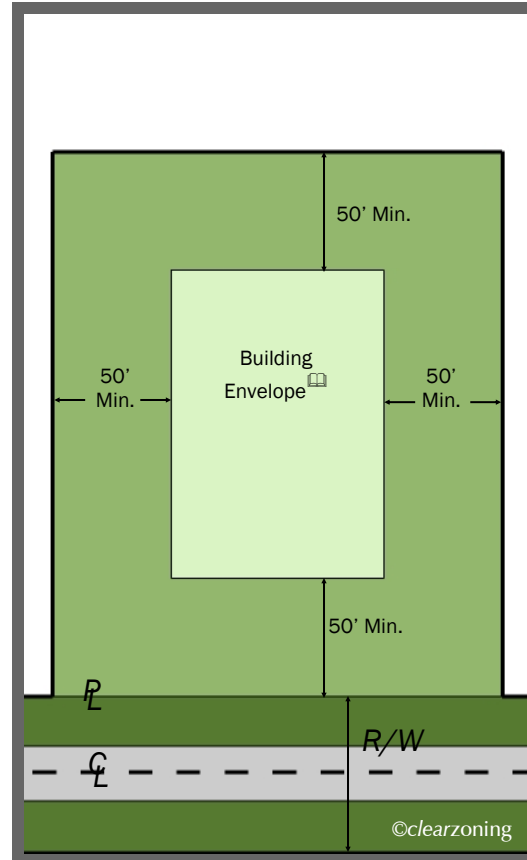 50’ Min.
Building
Envelope
50’
Min.
50’
Min.
50’ Min.
PL
R/W
CL
©clearzoning